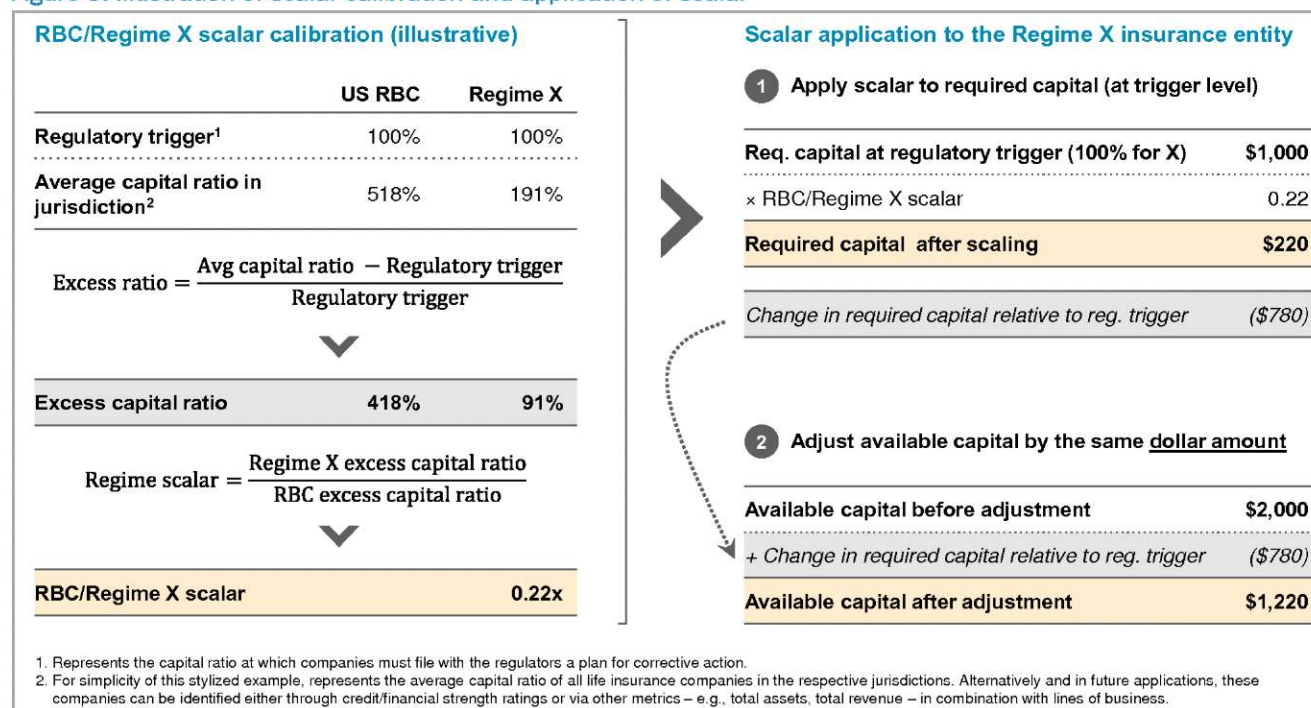 RBC/Regime X scalar calibration (illustrative)
US RBC Regime X
Regulatory trigger1 100% 100%
Average capital ratio in
jurisdiction2 518% 191%
Excess ratio = Avg capital ratio − Regulatory trigger
Regulatory trigger
Excess capital ratio 418% 91%
Regime scalar = Regime X excess capital ratio
RBC excess capital ratio
RBC/Regime X scalar 0.22x
Scalar application to the Regime X insurance entity
1 Apply scalar to required capital (at trigger level)
Req. capital at regulatory trigger (100% for X) $1,000
× RBC/Regime X scalar 0.22
Required capital after scaling $220
Change in required capital relative to reg. trigger ($780)
2 Adjust available capital by the same dollar amount
Available capital before adjustment $2,000
+ Change in required capital relative to reg. trigger ($780)
Available capital after adjustment $1,220
1. Represents the capital ratio at which companies must file with the regulators a plan for corrective action.
2. For simplicity of this stylized example, represents the average capital ratio of all life insurance companies in the respective jurisdictions. Alternatively and in future applications, these
companies can be identified either through credit/financial strength ratings or via other metrics – e.g., total assets, total revenue – in combination with lines of business.